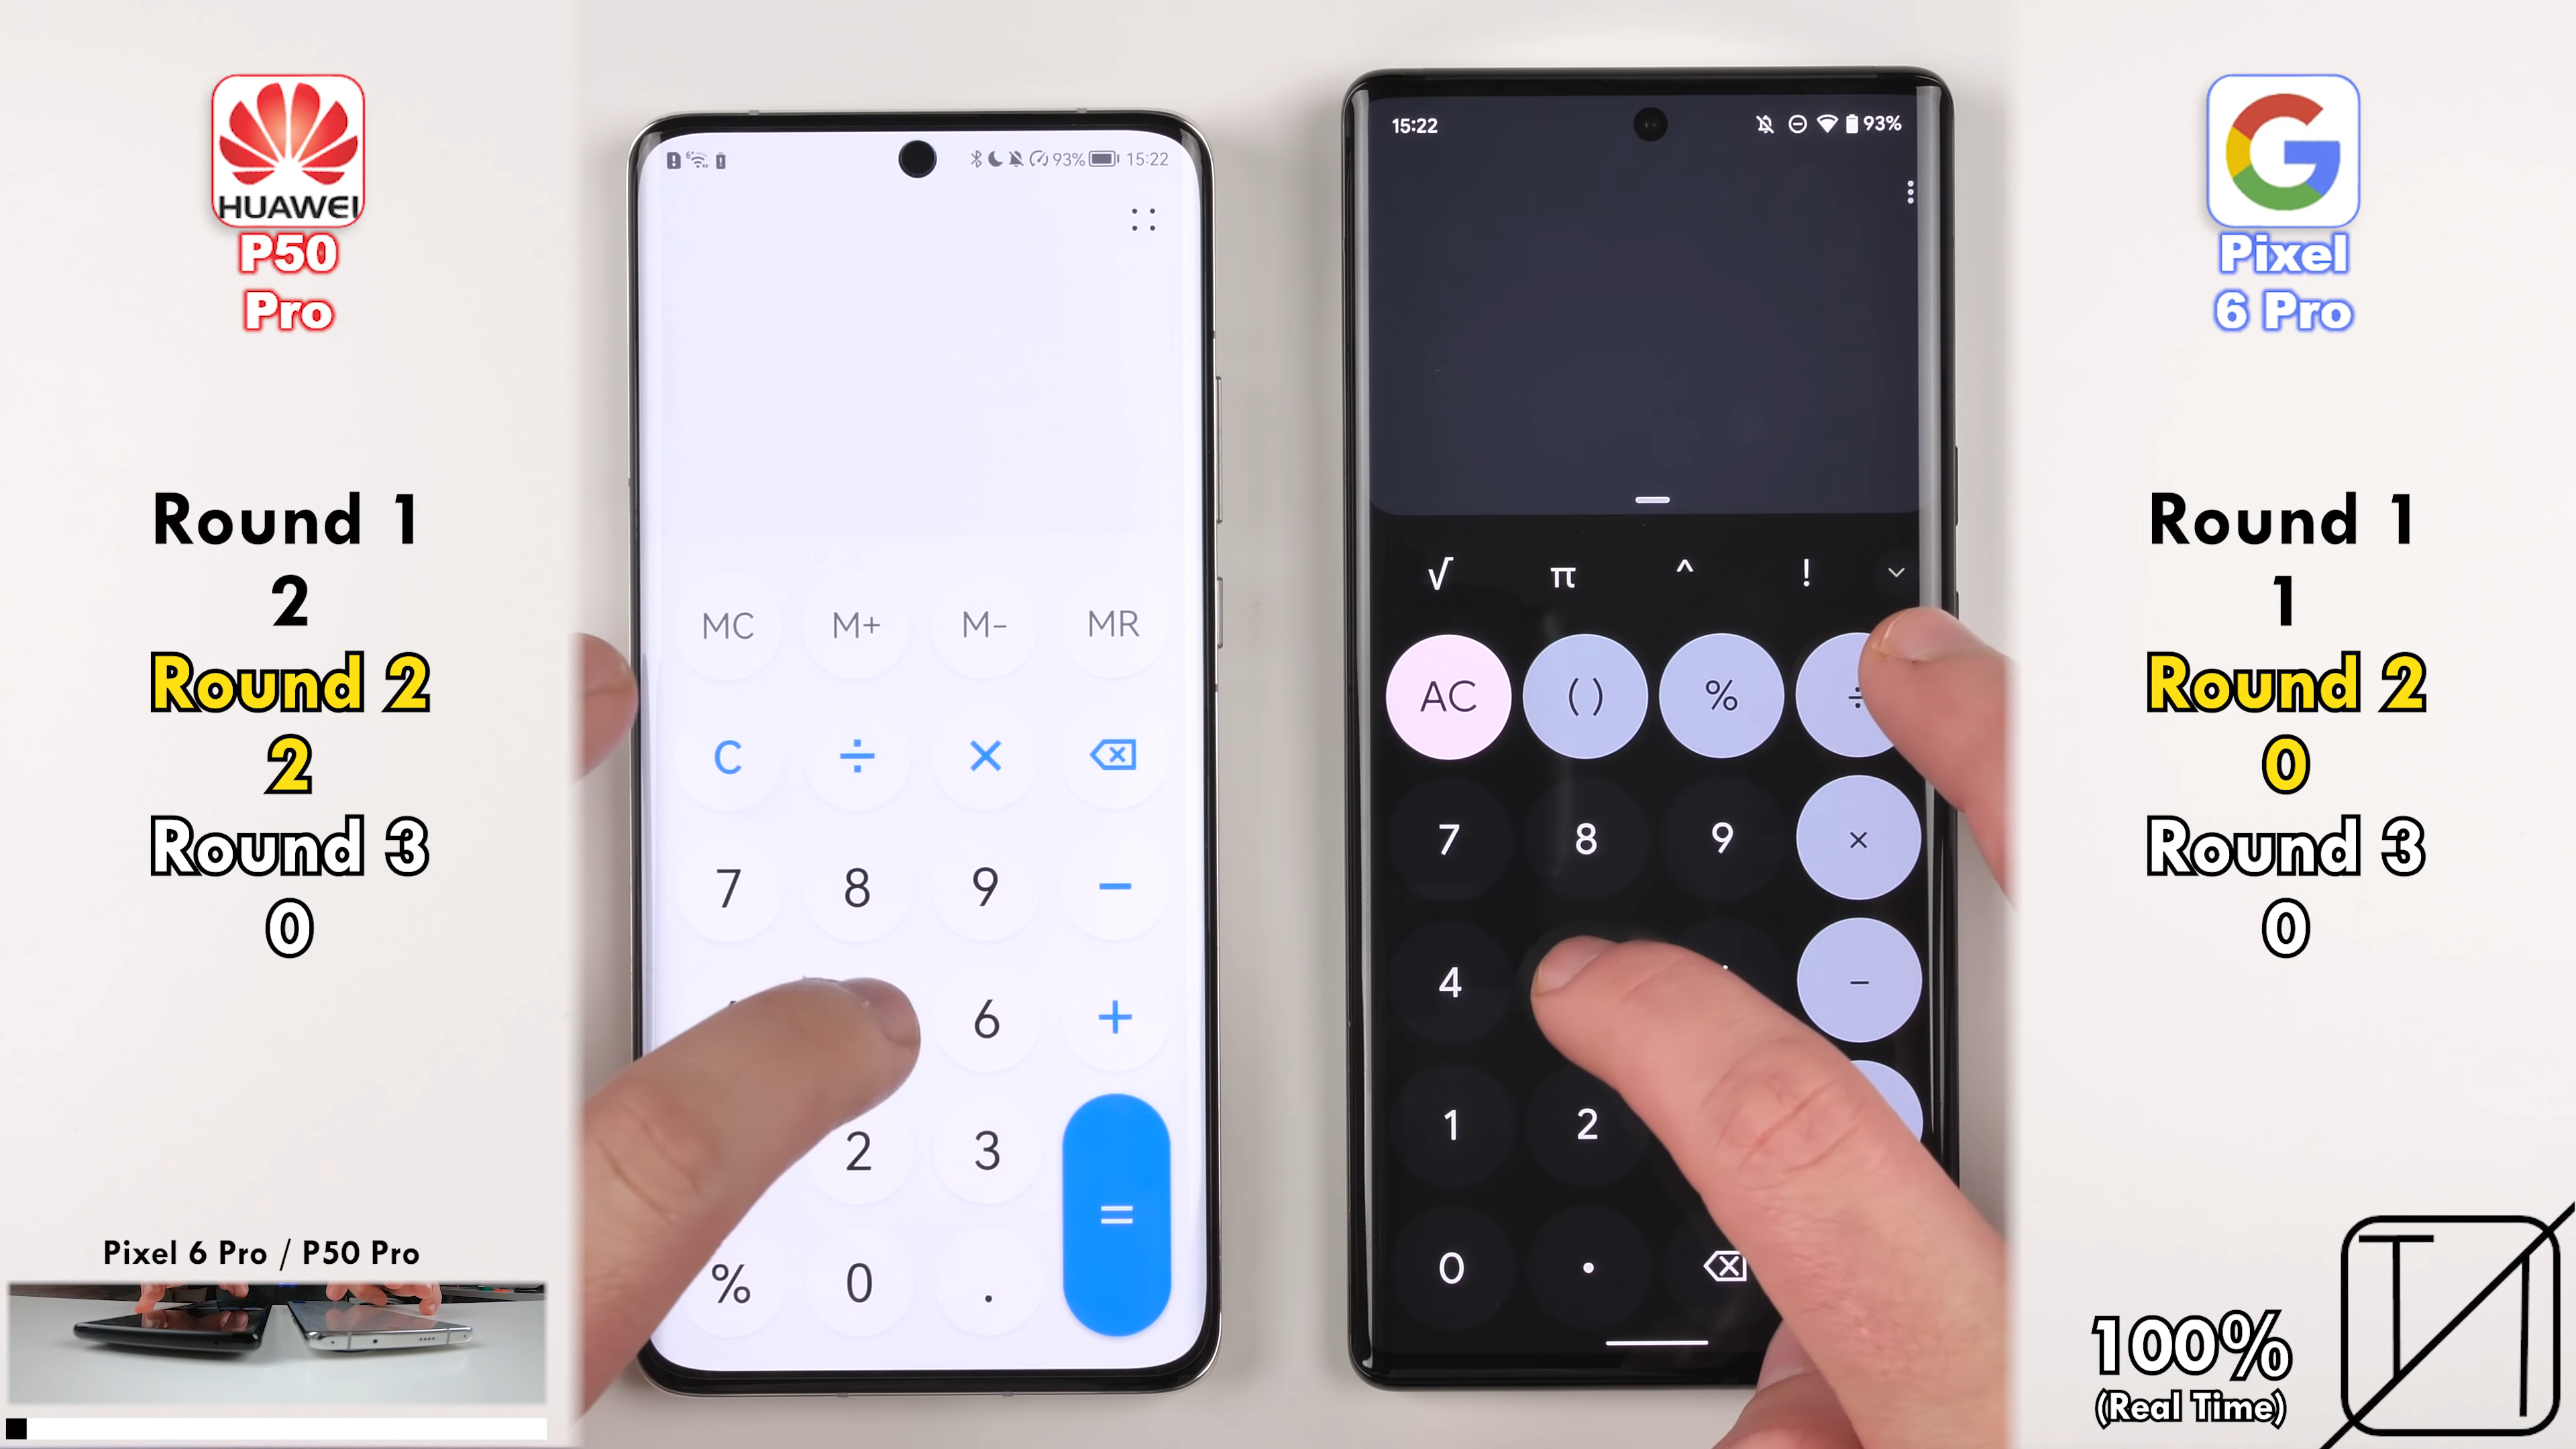 HUAWEI
P50
Pro
Round 1
2
Round 2
2
Round 3
0
Pixel 6 Pro / P50 Pro
93% 15:22
MC M+ M- MR
C ÷ × 
7 8 9 −
6 +
2 3
% 0 . =
15:22 93%
√ π ^ !
AC () % ÷
7 8 9 ×
4 −
1 2
0 .
G
Pixel
6 Pro
Round 1
1
Round 2
0
Round 3
0
100%
(Real Time)